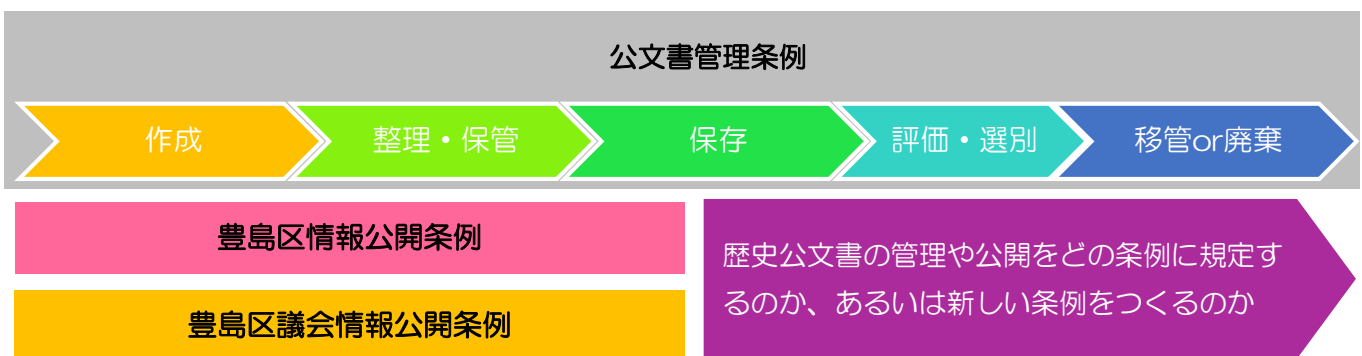 公文書管理条例
作成
整理・保管
保存
評価・選別
移管or廃棄
豊島区情報公開条例
豊島区議会情報公開条例
歴史公文書の管理や公開をどの条例に規定す
るのか、あるいは新しい条例をつくるのか